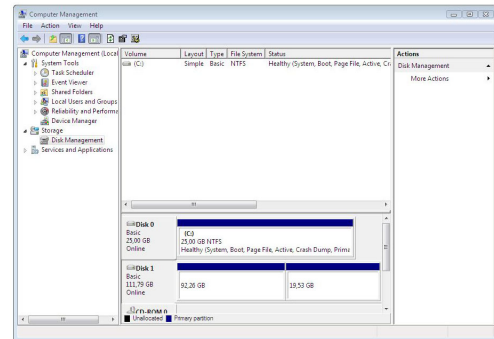 Computer Management
File Action View Help
Computer Management (Local
System Tools
Task Scheduler
Event Viewer
Shared Folders
Local Users and Groups
Reliability and Performa
Device Manager
Storage
Disk Management
Services and Applications
Volume Layout Type File System Status
(C:) Simple Basic NTFS Healthy (System, Boot, Page File, Active, Cr
Disk 0
Basic
25,00 GB
Online
(C:)
25,00 GB NTFS
Healthy (System, Boot, Page File, Active, Crash Dump, Prima
Disk 1
Basic
111,79 GB
Online
92,26 GB
19,53 GB
CD-ROM 0
Unallocated Primary partition
Actions
Disk Management
More Actions